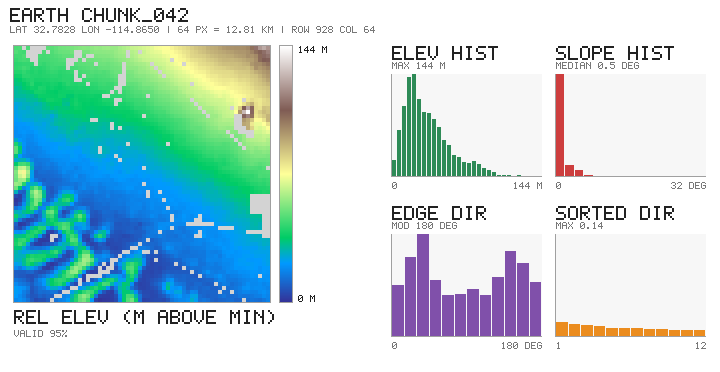 EARTH CHUNK_042
LAT 32.7828 LON -114.8650 | 64 PX = 12.81 KM | ROW 928 COL 64
144 M
0 M
REL ELEV (M ABOVE MIN)
VALID 95%
ELEV HIST
MAX 144 M
0 144 M
SLOPE HIST
MEDIAN 0.5 DEG
0 32 DEG
EDGE DIR
MOD 180 DEG
0 180 DEG
SORTED DIR
MAX 0.14
1 12